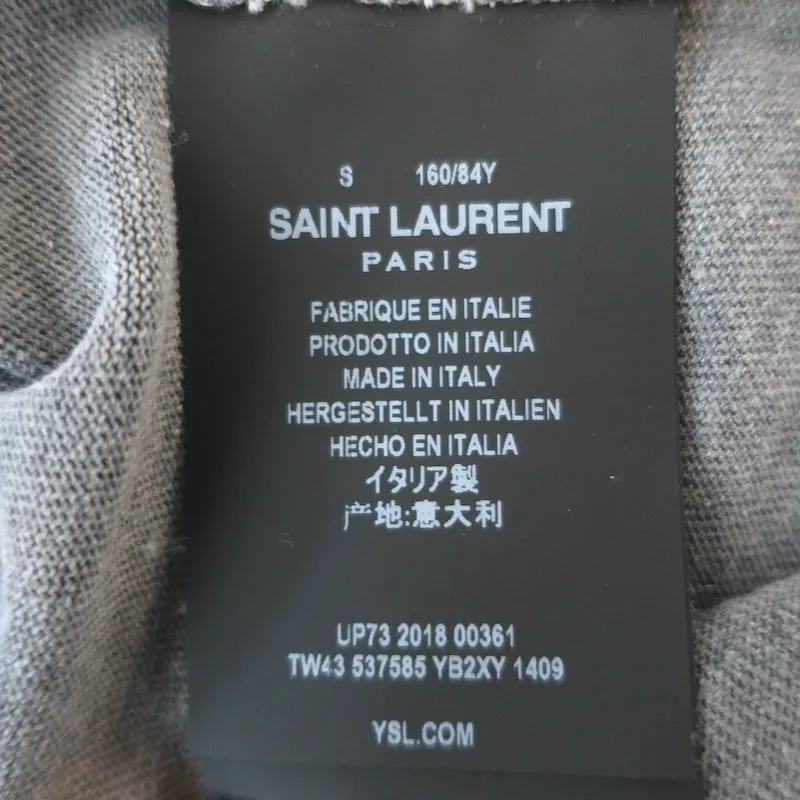 S 160/84Y
SAINT LAURENT
PARIS
FABRIQUE EN ITALIE
PRODOTTO IN ITALIA
MADE IN ITALY
HERGESTELLT IN ITALIEN
HECHO EN ITALIA
イタリア製
产地:意大利
UP73 2018 00361
TW43 537585 YB2XY 1409
YSL.COM